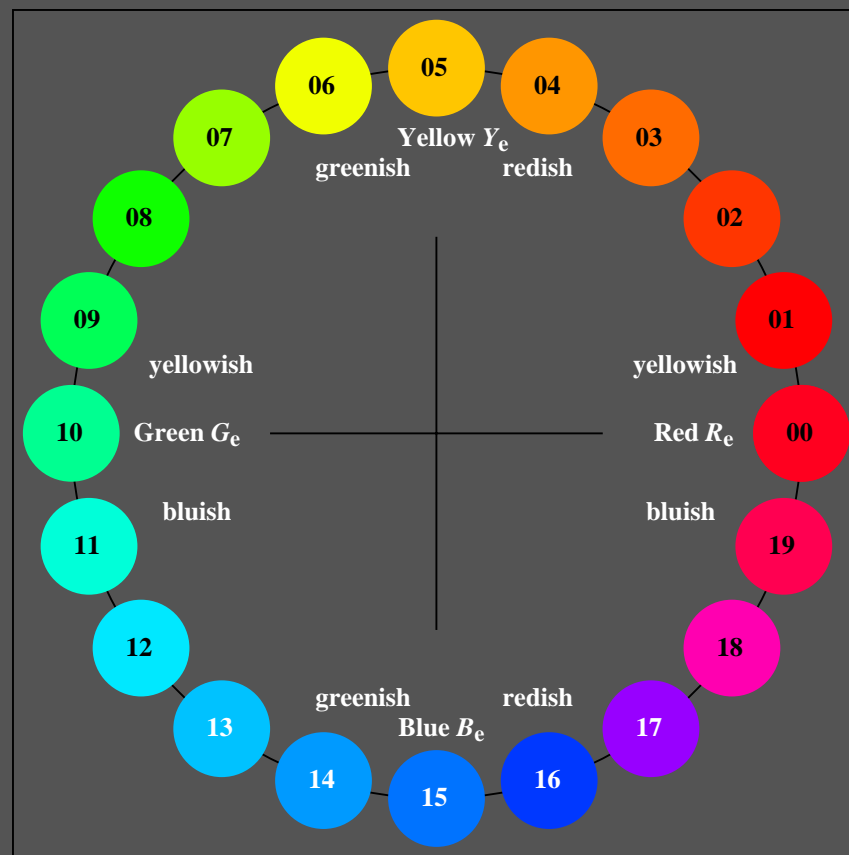 05
06
04
07
Yellow Ye
03
greenish
redish
08
02
09
01
yellowish
yellowish
10
Green Ge
Red Re
00
bluish
bluish
11
19
12
18
greenish
redish
13
Blue Be
17
14
16
15